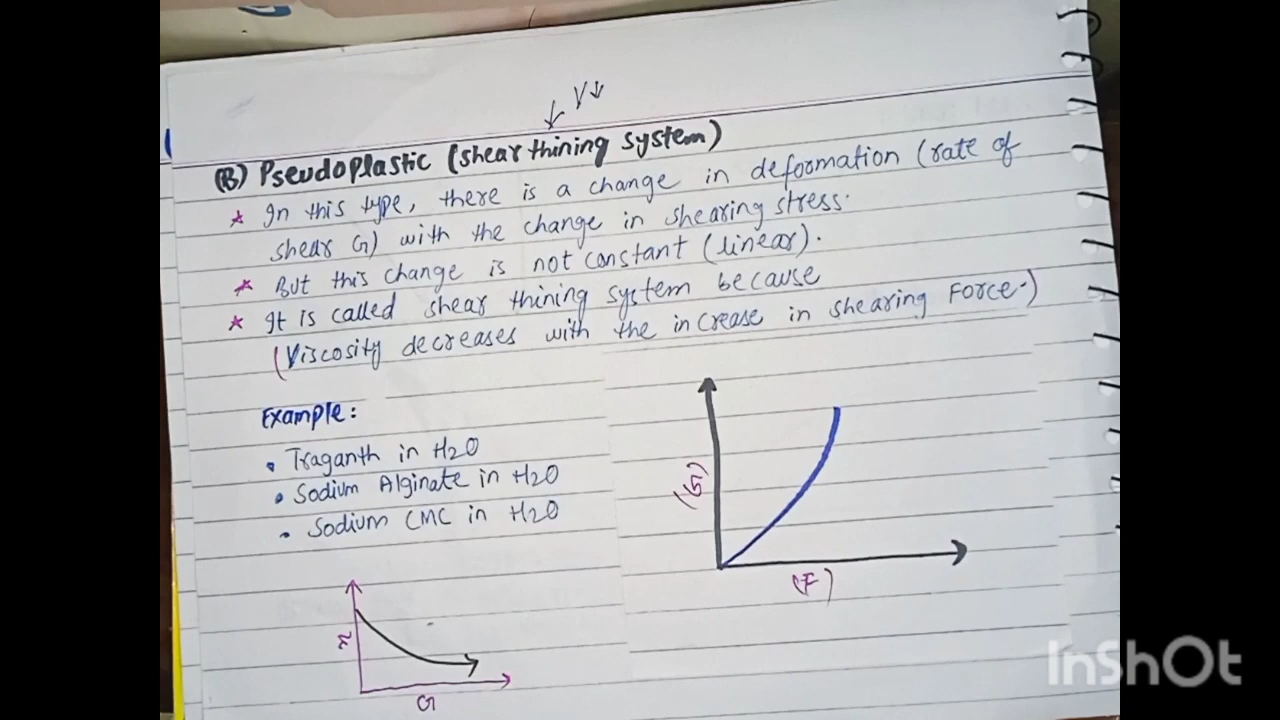 V↓
(B) Pseudoplastic (shear thining system)
* In this type, there is a change in deformation (rate of
shear G) with the change in shearing stress.
* But this change is not constant (linear).
* It is called shear thining system because
(Viscosity decreases with the increase in shearing Force.)
Example:
• Traganth in H2O
• Sodium Alginate in H2O
• Sodium CMC in H2O
(G)
(F)
η
G
InShOt